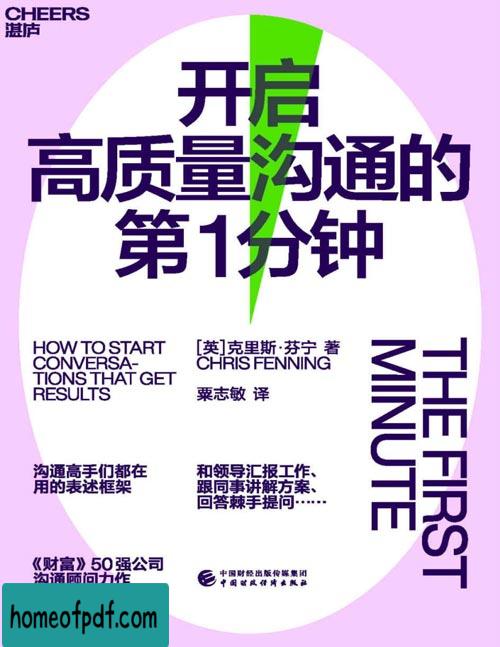 CHEERS
湛庐
开启
高质量沟通的
第1分钟
HOW TO START
CONVERSA-
TIONS THAT GET
RESULTS
[英]克里斯·芬宁 著
CHRIS FENNING
粟志敏 译
THE FIRST
MINUTE
沟通高手们都在
用的表述框架
和领导汇报工作、
跟同事讲解方案、
回答棘手提问……
《财富》50强公司
沟通顾问力作
中国财经出版传媒集团
中国财政经济出版社
homeofpdf.com